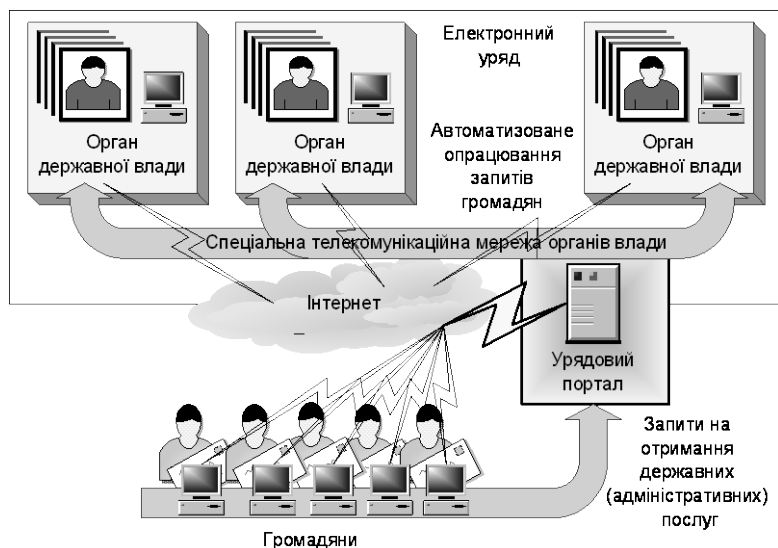 Електронний
уряд
Орган
державної влади
Орган
державної влади
Автоматизоване
опрацювання
запитів
громадян
Орган
державної влади
Спеціальна телекомунікаційна мережа органів влади
Інтернет
Урядовий
портал
Запити на
отримання
державних
(адміністративних)
послуг
Громадяни